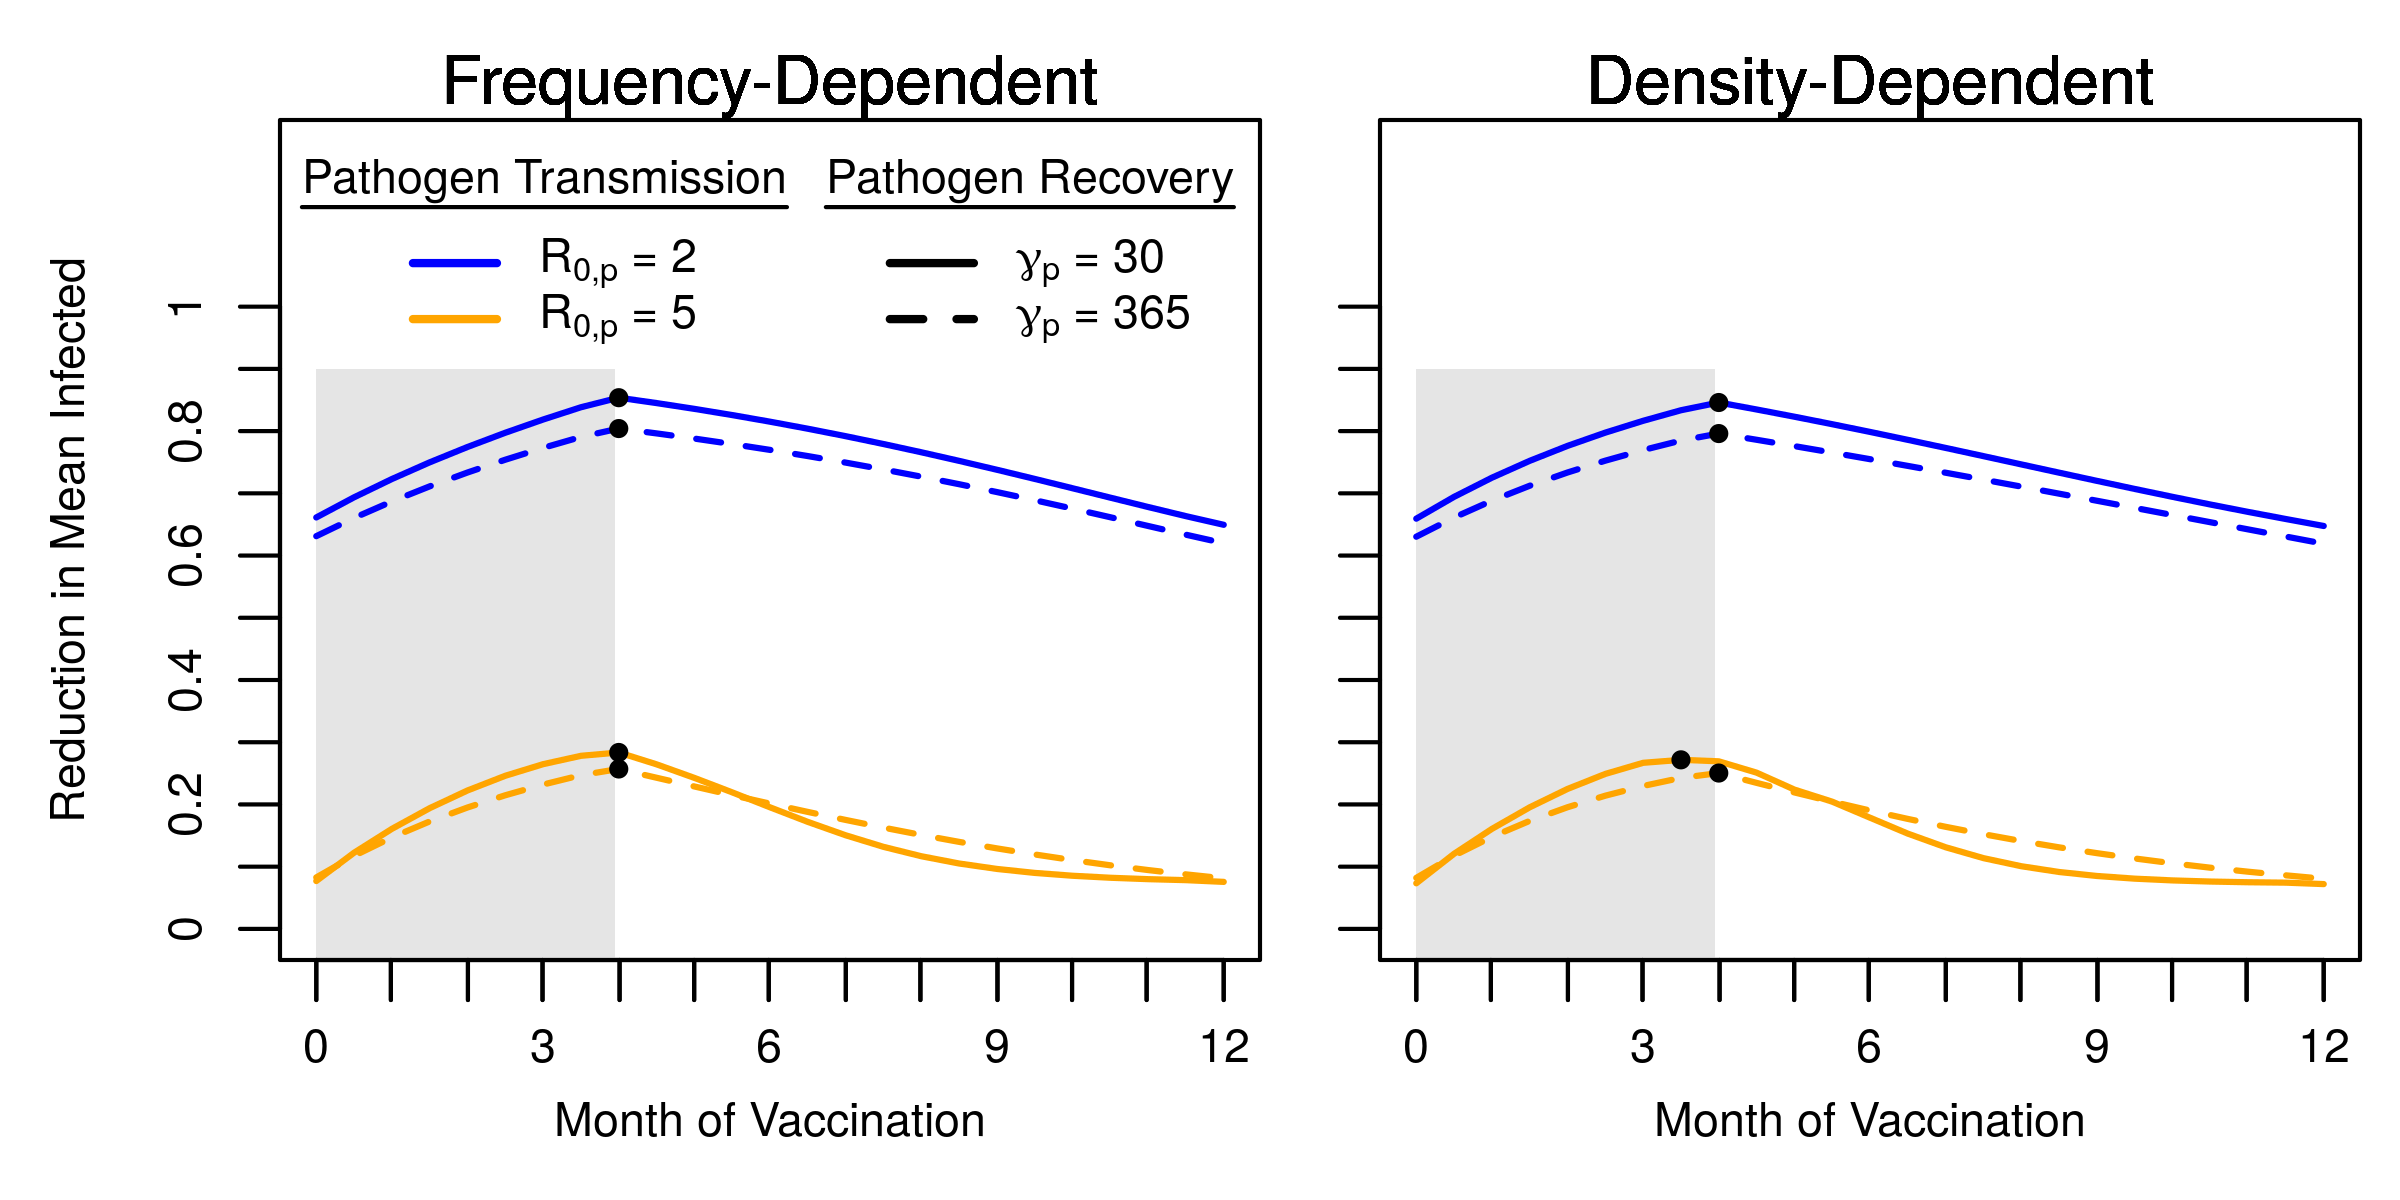 Frequency-Dependent
Density-Dependent
Pathogen Transmission
Pathogen Recovery
R0,p = 2
γp = 30
R0,p = 5
γp = 365
Reduction in Mean Infected
1
0.8
0.6
0.4
0.2
0
0 3 6 9 12
0 3 6 9 12
Month of Vaccination
Month of Vaccination